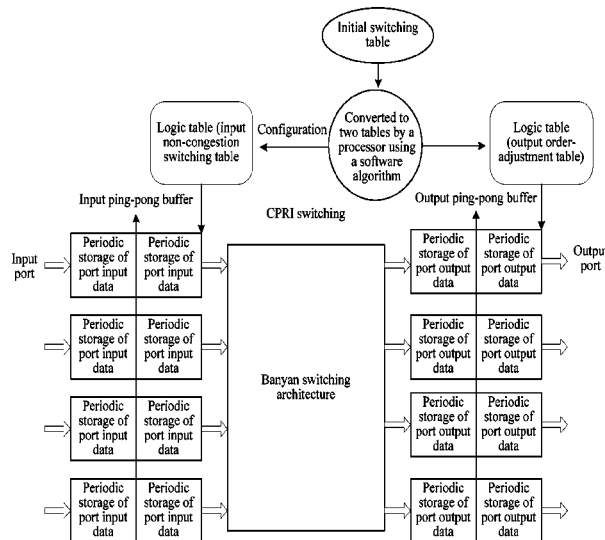 Initial switching
table
Logic table (input
non-congestion
switching table
Configuration
Converted to
two tables by a
processor using
a software
algorithm
Logic table
(output order-
adjustment table)
Input ping-pong buffer
CPRI switching
Output ping-pong buffer
Input
port
Periodic
storage of
port input
data
Periodic
storage of
port input
data
Periodic
storage of
port output
data
Periodic
storage of
port output
data
Output
port
Periodic
storage of
port input
data
Periodic
storage of
port input
data
Periodic
storage of
port output
data
Periodic
storage of
port output
data
Banyan switching
architecture
Periodic
storage of
port input
data
Periodic
storage of
port input
data
Periodic
storage of
port output
data
Periodic
storage of
port output
data
Periodic
storage of
port input
data
Periodic
storage of
port input
data
Periodic
storage of
port output
data
Periodic
storage of
port output
data